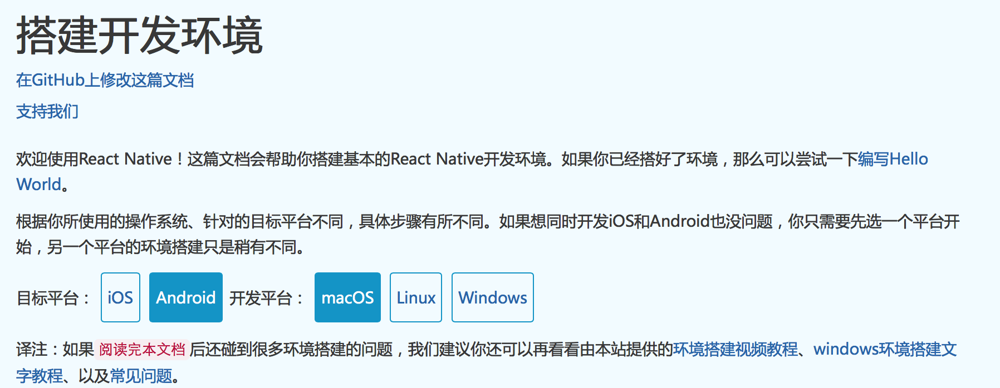 搭建开发环境
在GitHub上修改这篇文档
支持我们
欢迎使用React Native！这篇文档会帮助你搭建基本的React Native开发环境。如果你已经搭好了环境，那么可以尝试一下编写Hello
World。
根据你所使用的操作系统、针对的目标平台不同，具体步骤有所不同。如果想同时开发iOS和Android也没问题，你只需要先选一个平台开
始，另一个平台的环境搭建只是稍有不同。
目标平台： iOS Android 开发平台： macOS Linux Windows
译注：如果阅读完本文档后还碰到很多环境搭建的问题，我们建议你还可以再看看由本站提供的环境搭建视频教程、windows环境搭建文
字教程、以及常见问题。